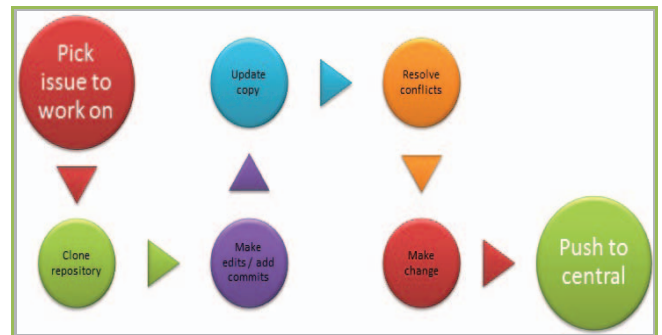 Pick
issue to
work on
Clone
repository
Make
edits / add
commits
Update
copy
Resolve
conflicts
Make
change
Push to
central